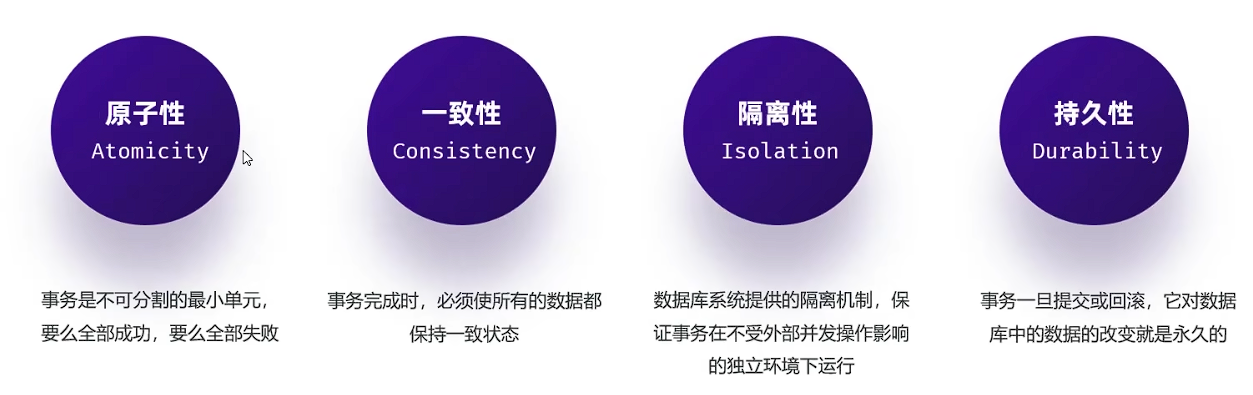 原子性
Atomicity
事务是不可分割的最小单元，
要么全部成功，要么全部失败
一致性
Consistency
事务完成时，必须使所有的数据都
保持一致状态
隔离性
Isolation
数据库系统提供的隔离机制，保
证事务在不受外部并发操作影响
的独立环境下运行
持久性
Durability
事务一旦提交或回滚，它对数据
库中的数据的改变就是永久的